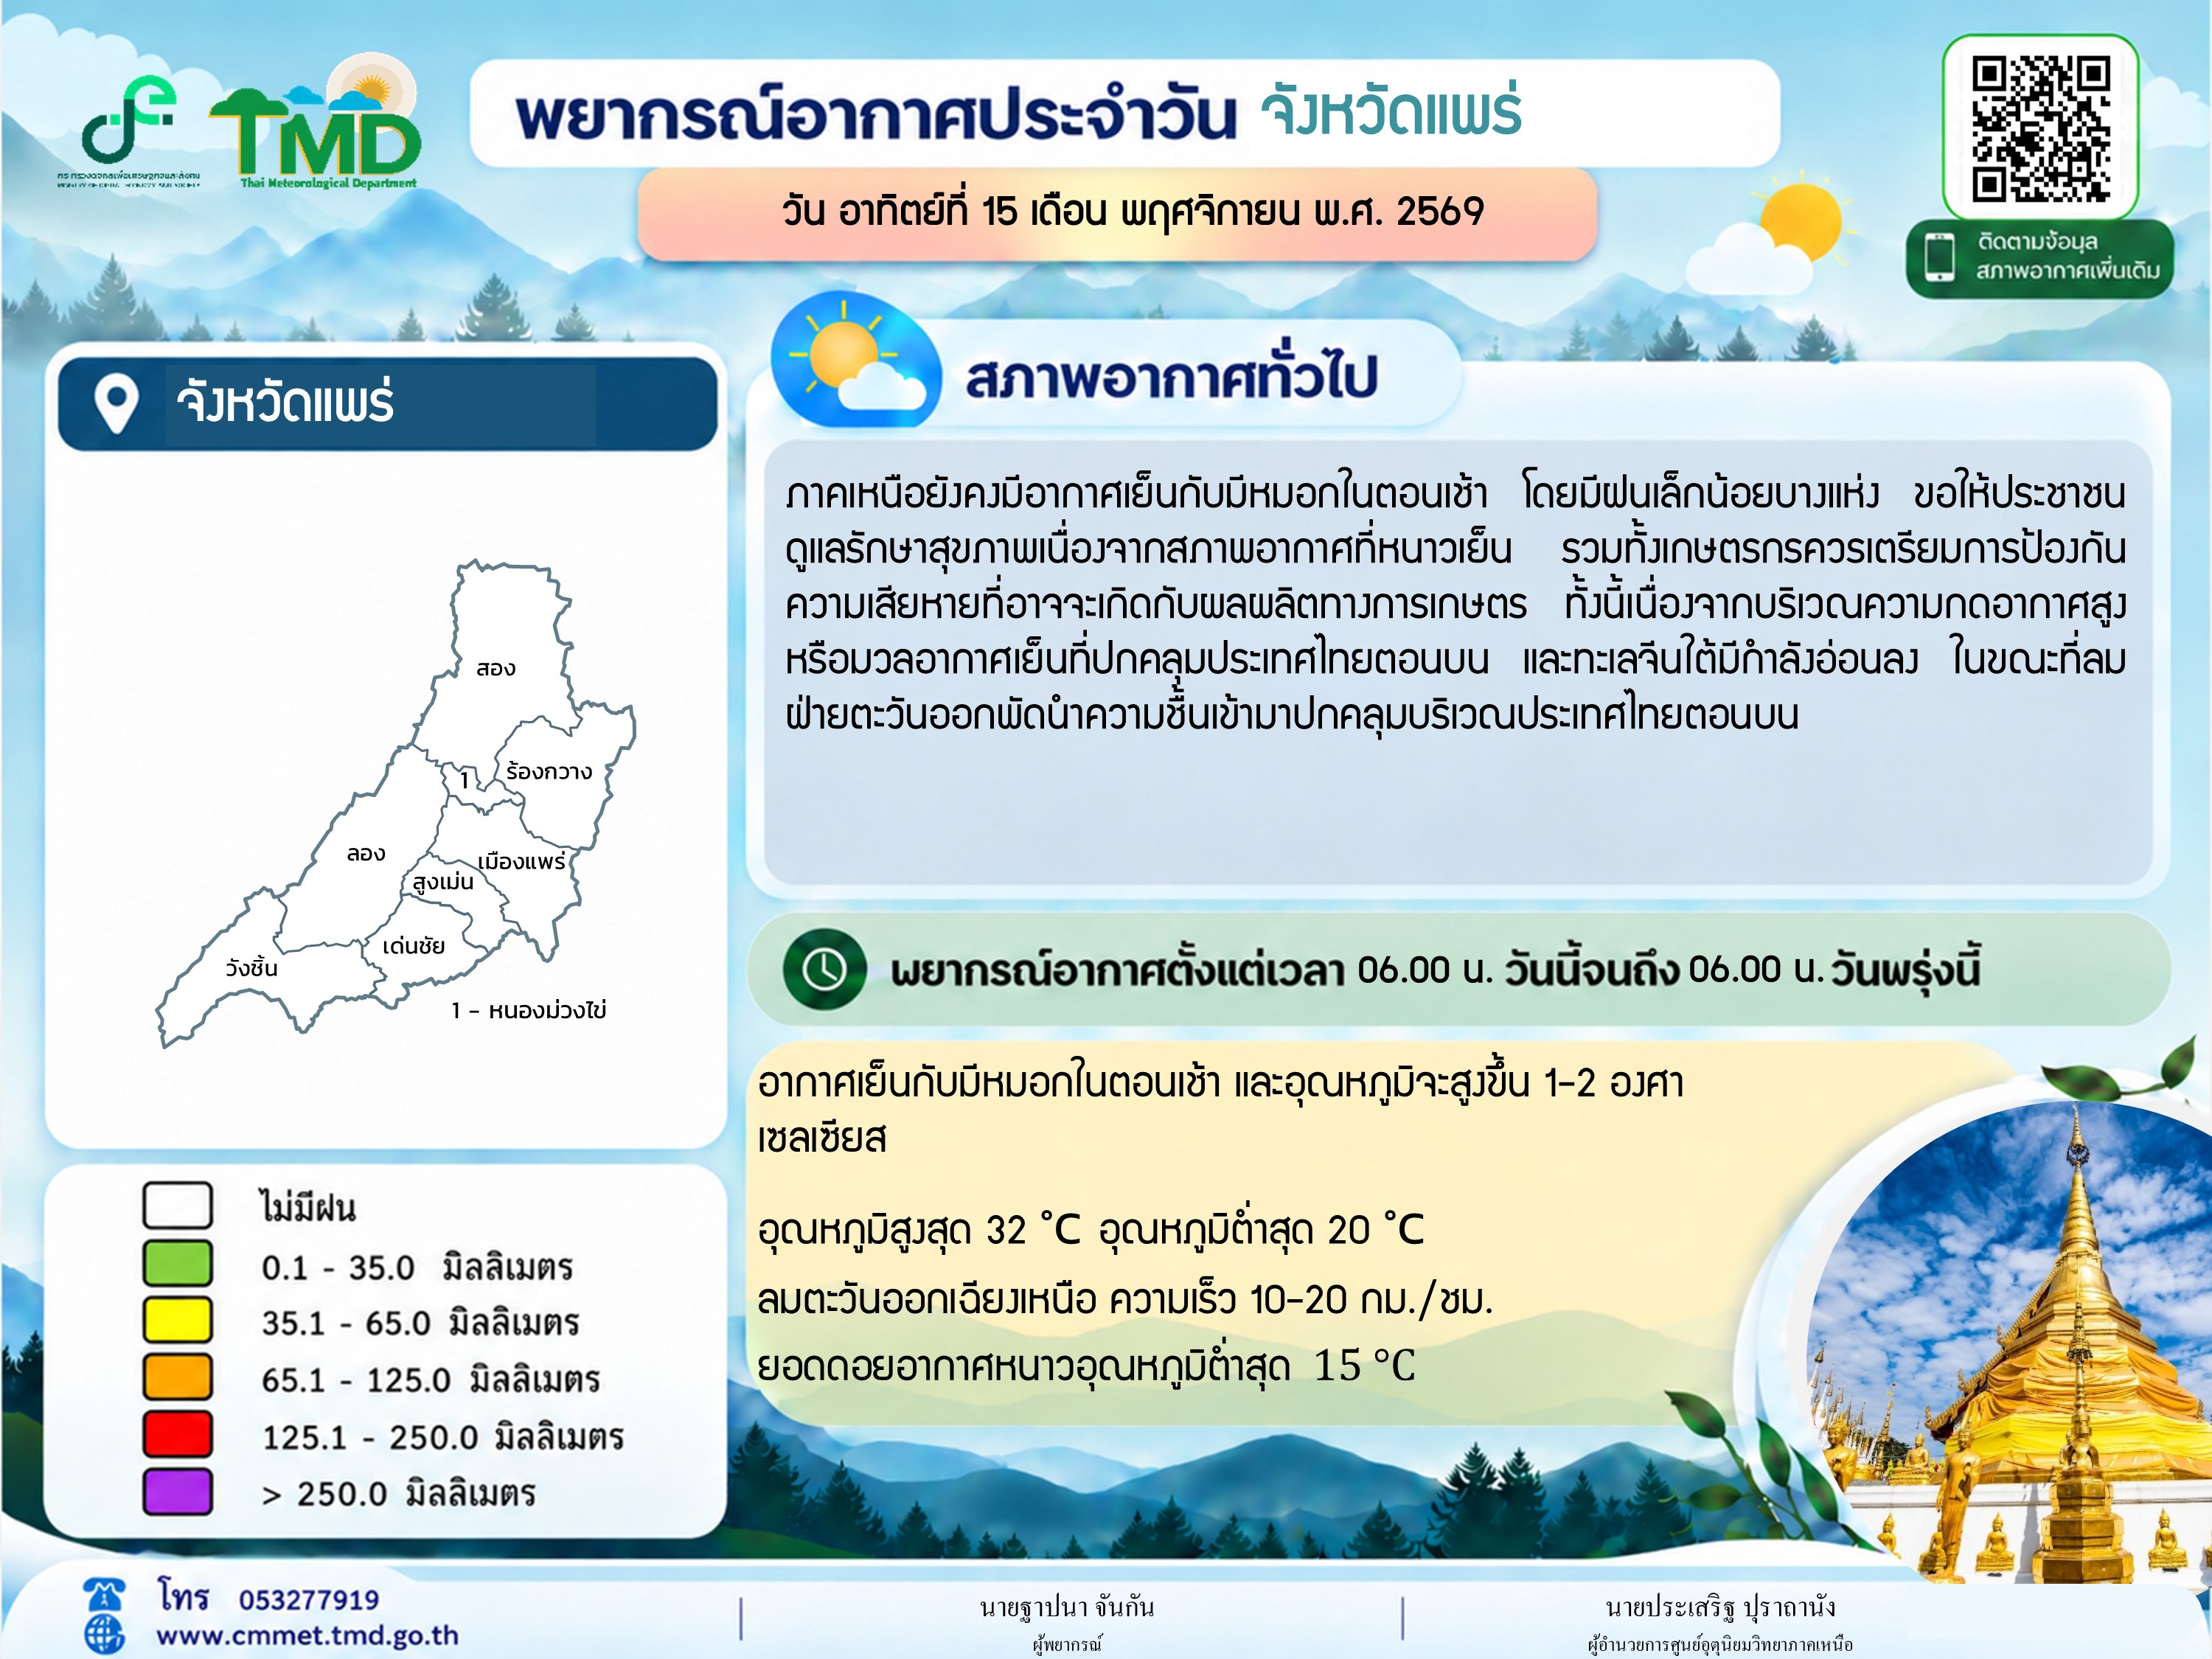 TMD
Thai Meteorological Department
พยากรณ์อากาศประจำวัน จังหวัดแพร่
วัน อาทิตย์ที่ 15 เดือน พฤศจิกายน พ.ศ. 2569
ติดตามข้อมูล
สภาพอากาศเพิ่มเติม
จังหวัดแพร่
สอง
ร้องกวาง
1
ลอง
เมืองแพร่
สูงเม่น
เด่นชัย
วังชิ้น
1 - หนองม่วงไข่
ไม่มีฝน
0.1 - 35.0 มิลลิเมตร
35.1 - 65.0 มิลลิเมตร
65.1 - 125.0 มิลลิเมตร
125.1 - 250.0 มิลลิเมตร
> 250.0 มิลลิเมตร
สภาพอากาศทั่วไป
ภาคเหนือยังคงมีอากาศเย็นกับมีหมอกในตอนเช้า โดยมีฝนเล็กน้อยบางแห่ง ขอให้ประชาชน
ดูแลรักษาสุขภาพเนื่องจากสภาพอากาศที่หนาวเย็น รวมทั้งเกษตรกรควรเตรียมการป้องกัน
ความเสียหายที่อาจจะเกิดกับผลผลิตทางการเกษตร ทั้งนี้เนื่องจากบริเวณความกดอากาศสูง
หรือมวลอากาศเย็นที่ปกคลุมประเทศไทยตอนบน และทะเลจีนใต้มีกำลังอ่อนลง ในขณะที่ลม
ฝ่ายตะวันออกพัดนำความชื้นเข้ามาปกคลุมบริเวณประเทศไทยตอนบน
พยากรณ์อากาศตั้งแต่เวลา 06.00 น. วันนี้จนถึง 06.00 น. วันพรุ่งนี้
อากาศเย็นกับมีหมอกในตอนเช้า และอุณหภูมิจะสูงขึ้น 1-2 องศา
เซลเซียส
อุณหภูมิสูงสุด 32 °C อุณหภูมิต่ำสุด 20 °C
ลมตะวันออกเฉียงเหนือ ความเร็ว 10-20 กม./ชม.
ยอดดอยอากาศหนาวอุณหภูมิต่ำสุด 15 °C
โทร 053277919
www.cmmet.tmd.go.th
นายฐาปนา จันกัน
ผู้พยากรณ์
นายประเสริฐ ปุราถานัง
ผู้อำนวยการศูนย์อุตุนิยมวิทยาภาคเหนือ